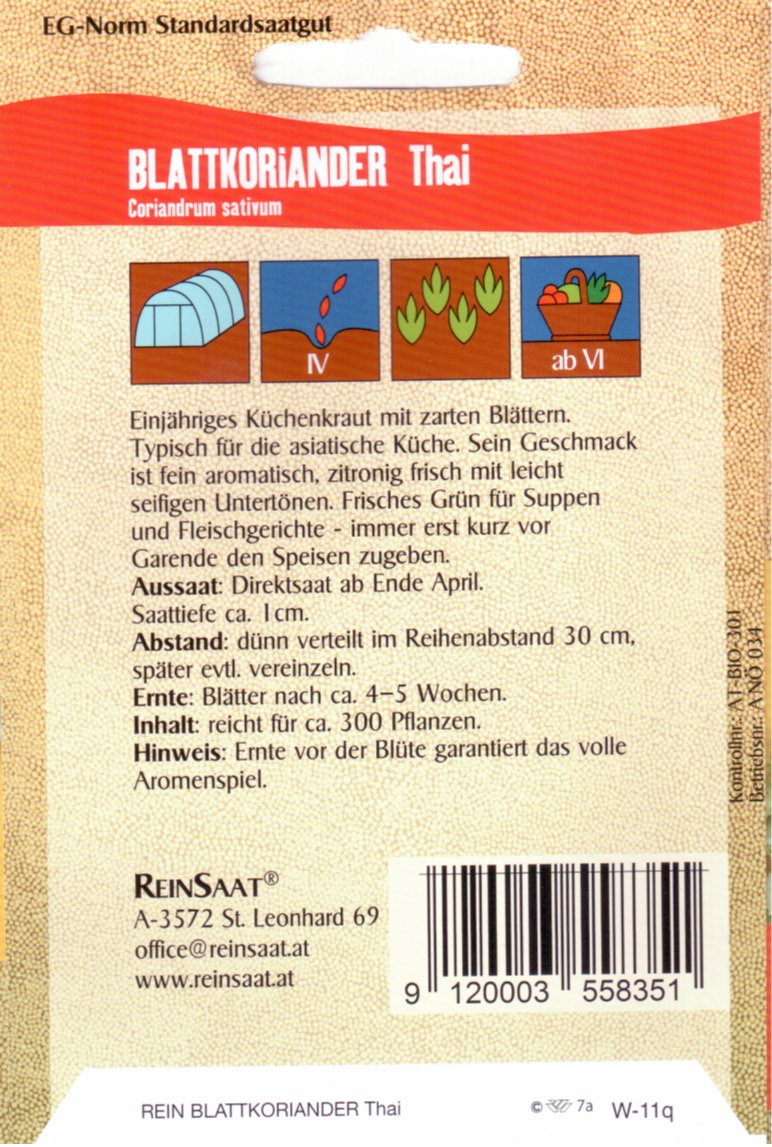 EG-Norm Standardsaatgut
BLATTKORiANDER Thai
Coriandrum sativum
IV
ab VI
Einjähriges Küchenkraut mit zarten Blättern.
Typisch für die asiatische Küche. Sein Geschmack
ist fein aromatisch, zitronig frisch mit leicht
seifigen Untertönen. Frisches Grün für Suppen
und Fleischgerichte - immer erst kurz vor
Garende den Speisen zugeben.
Aussaat: Direktsaat ab Ende April.
Saattiefe ca. 1 cm.
Abstand: dünn verteilt im Reihenabstand 30 cm,
später evtl. vereinzeln.
Ernte: Blätter nach ca. 4–5 Wochen.
Inhalt: reicht für ca. 300 Pflanzen.
Hinweis: Ernte vor der Blüte garantiert das volle
Aromenspiel.
Kontrollnr.: AT-BIO-301
Betriebsnr.: A NÖ 034
REINSAAT®
A-3572 St. Leonhard 69
office@reinsaat.at
www.reinsaat.at
9 120003 558351
REIN BLATTKORIANDER Thai
© 7a W-11q